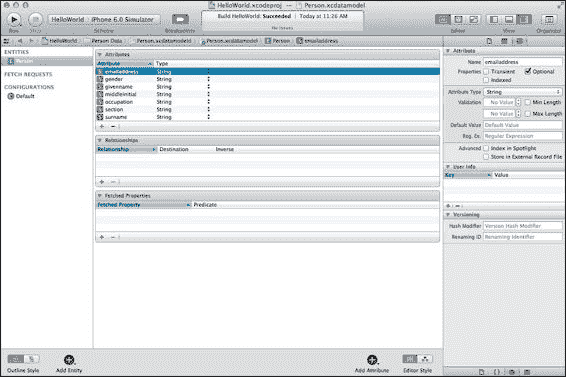 HelloWorld.xcodeproj — Person.xcdatamodel
HelloWorld iPhone 6.0 Simulator
Build HelloWorld: Succeeded Today at 11:26 AM
No Issues
Run Stop Scheme Breakpoints Editor View Organizer
HelloWorld Person Data Person.xcdatamodeld Person.xcdatamodel Person emailaddress
ENTITIES
Person
FETCH REQUESTS
CONFIGURATIONS
Default
Attributes
Attribute Type
emailaddress String
gender String
givenname String
middleinitial String
occupation String
section String
surname String
+ −
Relationships
Relationship Destination Inverse
+ −
Fetched Properties
Fetched Property Predicate
+ −
Outline Style Add Entity Add Attribute Editor Style
Attribute
Name emailaddress
Properties Transient Optional
Indexed
Attribute Type String
Validation No Value Min Length
No Value Max Length
Default Value Default Value
Reg. Ex. Regular Expression
Advanced Index in Spotlight
Store in External Record File
User Info
Key Value
+ −
Versioning
Hash Modifier Version Hash Modifier
Renaming ID Renaming Identifier